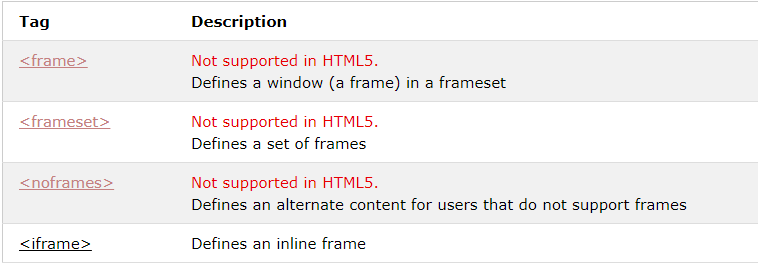 Tag Description
<frame> Not supported in HTML5.
Defines a window (a frame) in a frameset
<frameset> Not supported in HTML5.
Defines a set of frames
<noframes> Not supported in HTML5.
Defines an alternate content for users that do not support frames
<iframe> Defines an inline frame